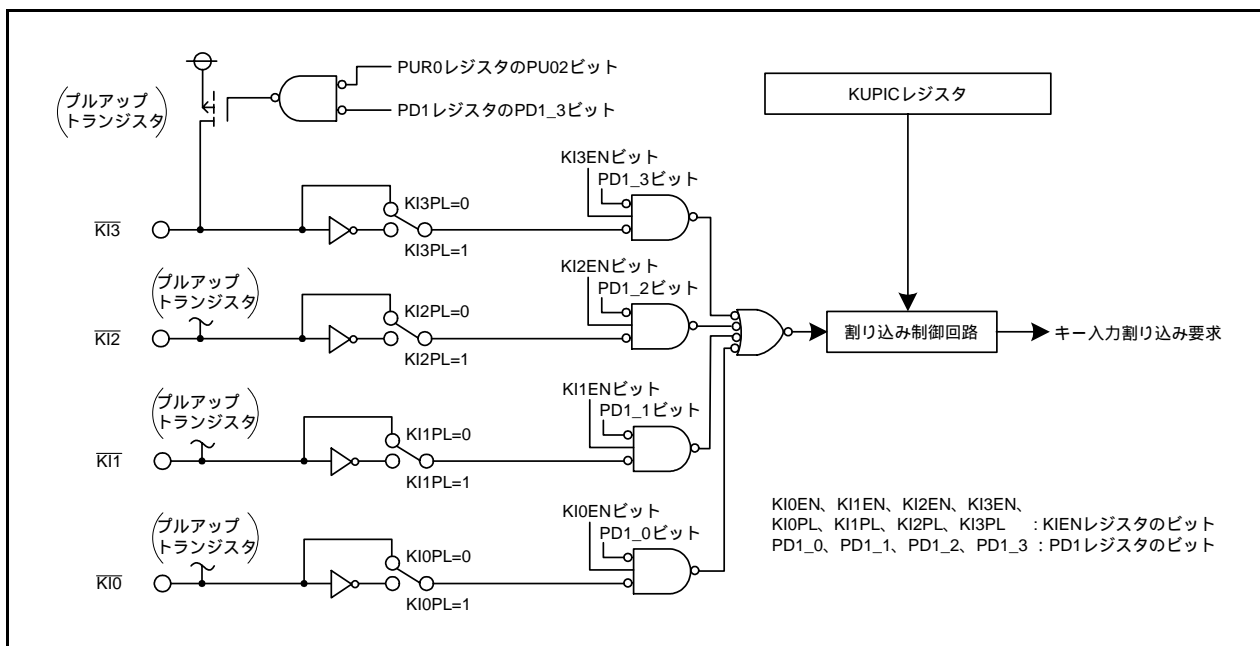 PUR0レジスタのPU02ビット
PD1レジスタのPD1_3ビット
(プルアップ
トランジスタ)
KUPICレジスタ
KI3ENビット
PD1_3ビット
KI3PL=0
KI3
KI3PL=1
(プルアップ
トランジスタ)
KI2ENビット
PD1_2ビット
KI2PL=0
KI2
KI2PL=1
割り込み制御回路
キー入力割り込み要求
(プルアップ
トランジスタ)
KI1ENビット
PD1_1ビット
KI1PL=0
KI1
KI1PL=1
(プルアップ
トランジスタ)
KI0ENビット
PD1_0ビット
KI0PL=0
KI0
KI0PL=1
KI0EN、KI1EN、KI2EN、KI3EN、
KI0PL、KI1PL、KI2PL、KI3PL : KIENレジスタのビット
PD1_0、PD1_1、PD1_2、PD1_3 : PD1レジスタのビット